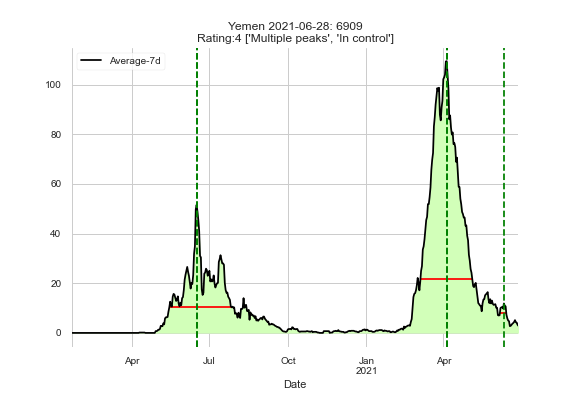 Yemen 2021-06-28: 6909
Rating:4 ['Multiple peaks', 'In control']
Average-7d
100
80
60
40
20
0
Apr Jul Oct Jan Apr
2021
Date